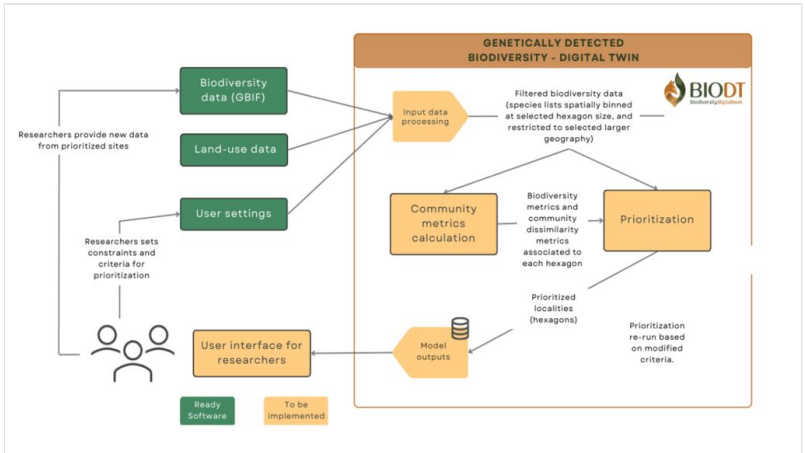 GENETICALLY DETECTED
BIODIVERSITY - DIGITAL TWIN
BIODT
biodiversitydigitaltwin
Biodiversity
data (GBIF)
Input data
processing
Filtered biodiversity data
(species lists spatially binned
at selected hexagon size, and
restricted to selected larger
geography)
Researchers provide new data
from prioritized sites
Land-use data
User settings
Community
metrics
calculation
Biodiversity
metrics and
community
dissimilarity
metrics
associated to
each hexagon
Prioritization
Researchers sets
constraints and
criteria for
prioritization
Prioritized
localities
(hexagons)
Prioritization
re-run based
on modified
criteria.
User interface for
researchers
Model
outputs
Ready
Software
To be
implemented